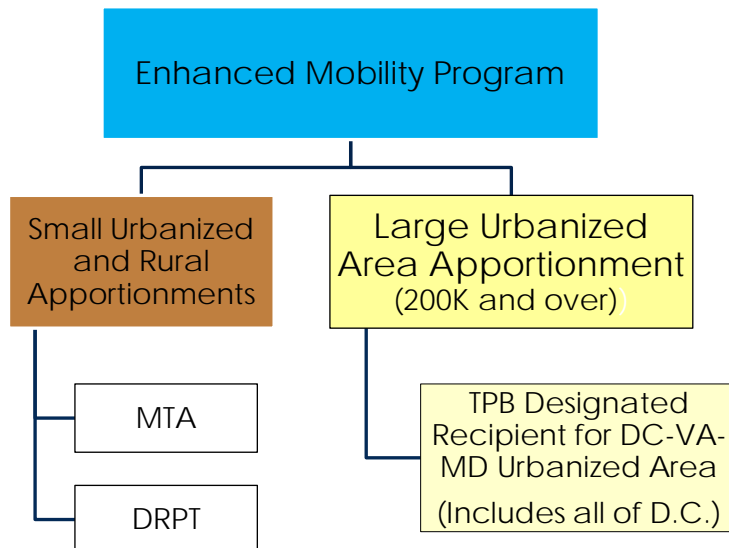 Enhanced Mobility Program
Small Urbanized
and Rural
Apportionments
Large Urbanized
Area Apportionment
(200K and over))
MTA
DRPT
TPB Designated
Recipient for DC-VA-
MD Urbanized Area
(Includes all of D.C.)